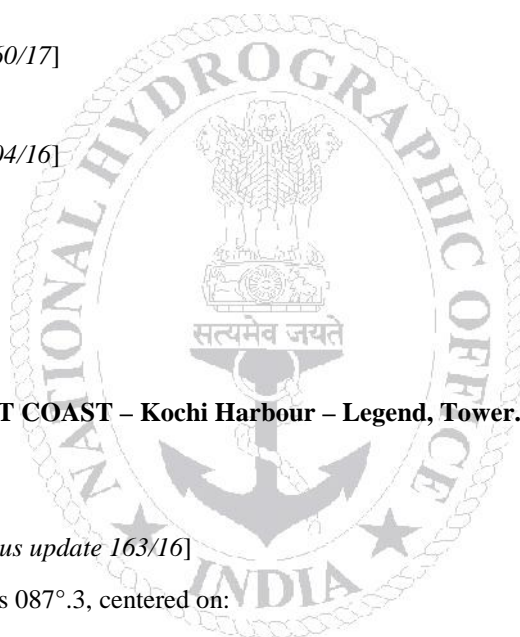 60/17]
04/16]
NATIONAL HYDROGRAPHIC OFFICE
सत्यमेव जयते
T COAST – Kochi Harbour – Legend, Tower.
us update 163/16]
INDIA
s 087°.3, centered on: